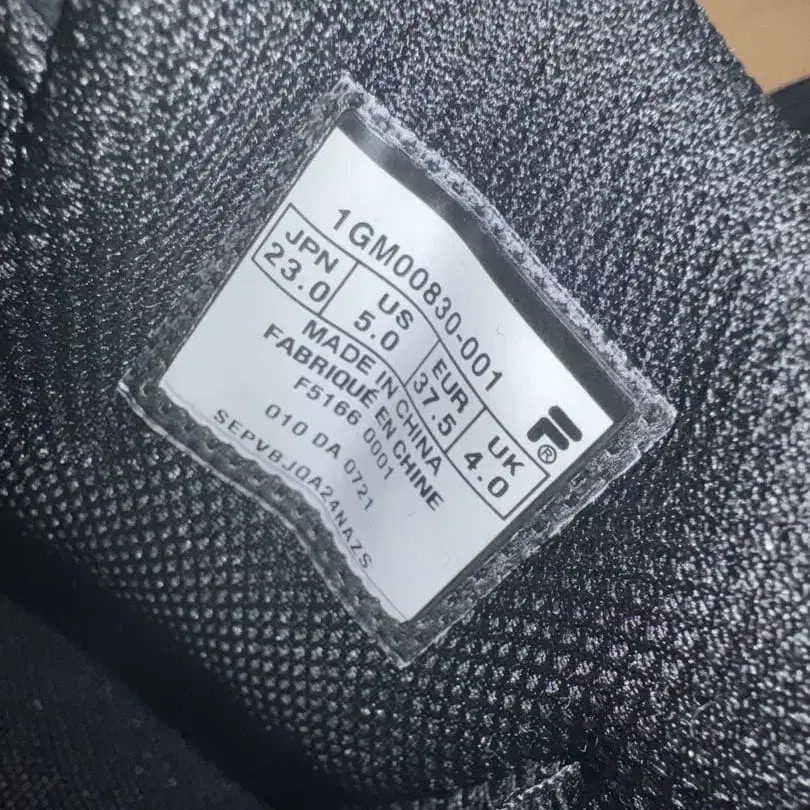 1GM00830-001
JPN US EUR UK
23.0 5.0 37.5 4.0
MADE IN CHINA
FABRIQUÉ EN CHINE
F5166 0001
010 DA 0721
SEPVBJQA24NAZS
F®